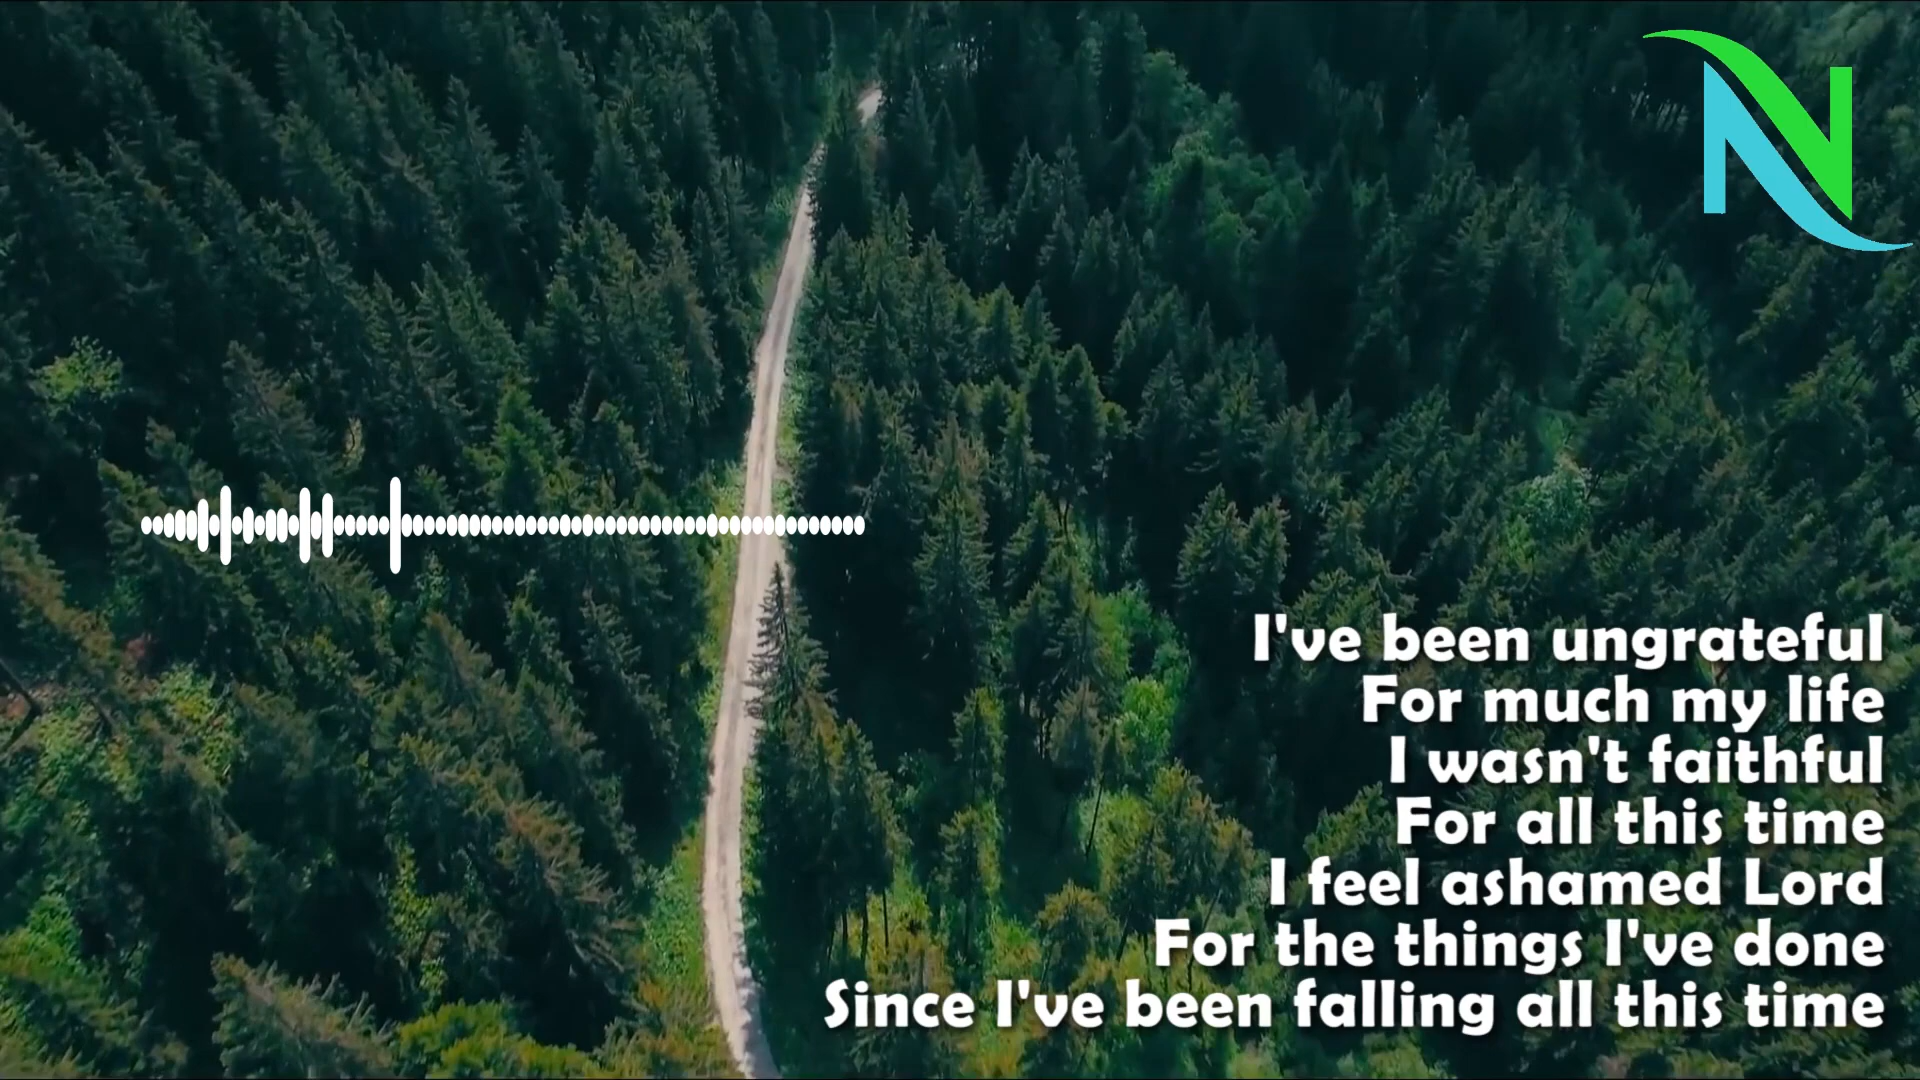 N
I've been ungrateful
For much my life
I wasn't faithful
For all this time
I feel ashamed Lord
For the things I've done
Since I've been falling all this time